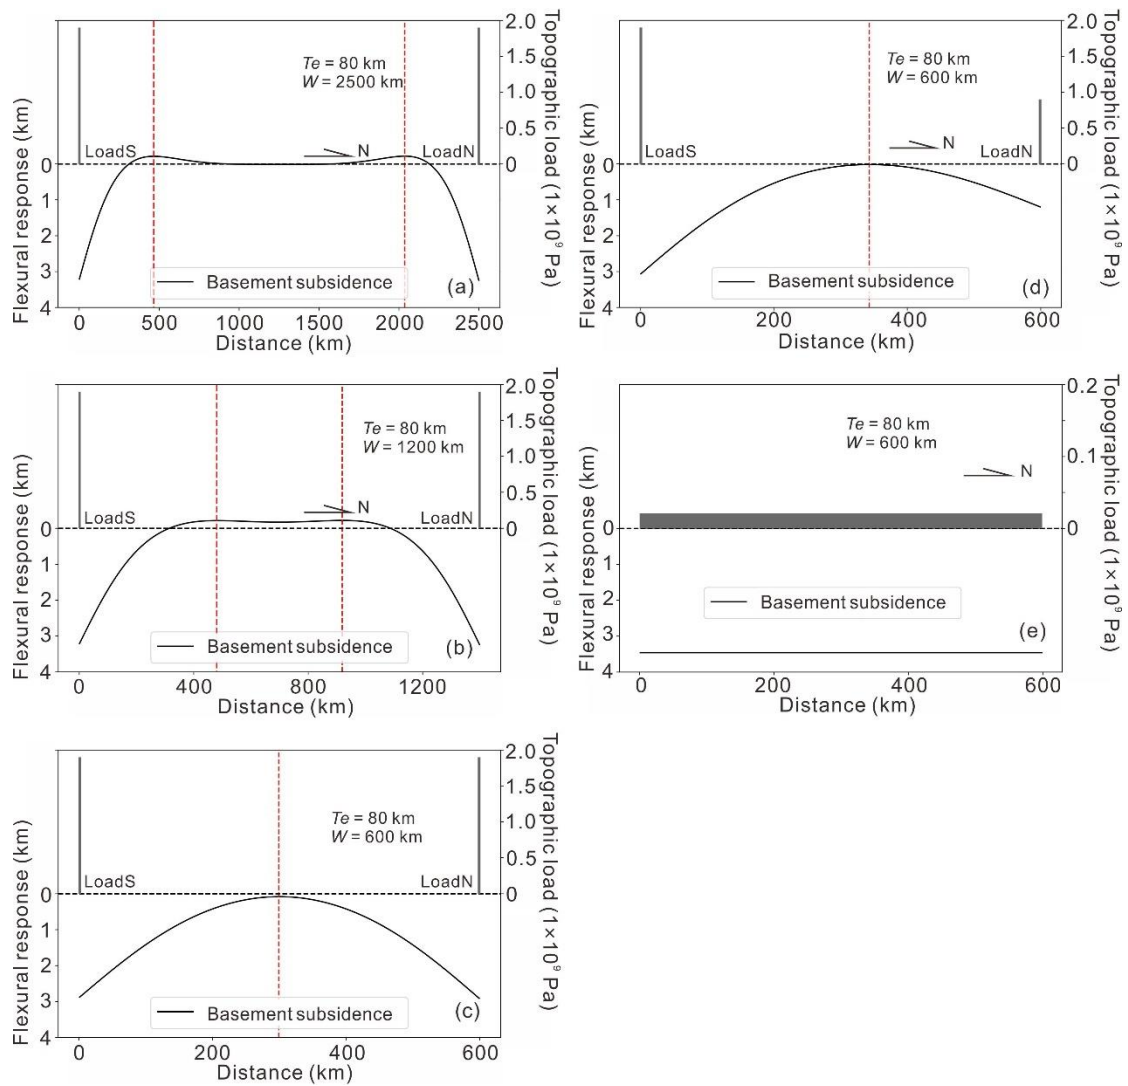 Flexural response (km)
Topographic load (1×10⁹ Pa)
2.0
1.5
1.0
0.5
0
0
1
2
3
4
Te = 80 km
W = 2500 km
LoadS
N
LoadN
Basement subsidence
(a)
0
500
1000
1500
2000
2500
Distance (km)
Flexural response (km)
Topographic load (1×10⁹ Pa)
2.0
1.5
1.0
0.5
0
0
1
2
3
4
Te = 80 km
W = 600 km
LoadS
N
LoadN
Basement subsidence
(d)
0
200
400
600
Distance (km)
Flexural response (km)
Topographic load (1×10⁹ Pa)
2.0
1.5
1.0
0.5
0
0
1
2
3
4
Te = 80 km
W = 1200 km
LoadS
N
LoadN
Basement subsidence
(b)
0
400
800
1200
Distance (km)
Flexural response (km)
Topographic load (1×10⁹ Pa)
0.2
0.1
0
0
1
2
3
4
Te = 80 km
W = 600 km
N
Basement subsidence
(e)
0
200
400
600
Distance (km)
Flexural response (km)
Topographic load (1×10⁹ Pa)
2.0
1.5
1.0
0.5
0
0
1
2
3
4
Te = 80 km
W = 600 km
LoadS
LoadN
Basement subsidence
(c)
0
200
400
600
Distance (km)